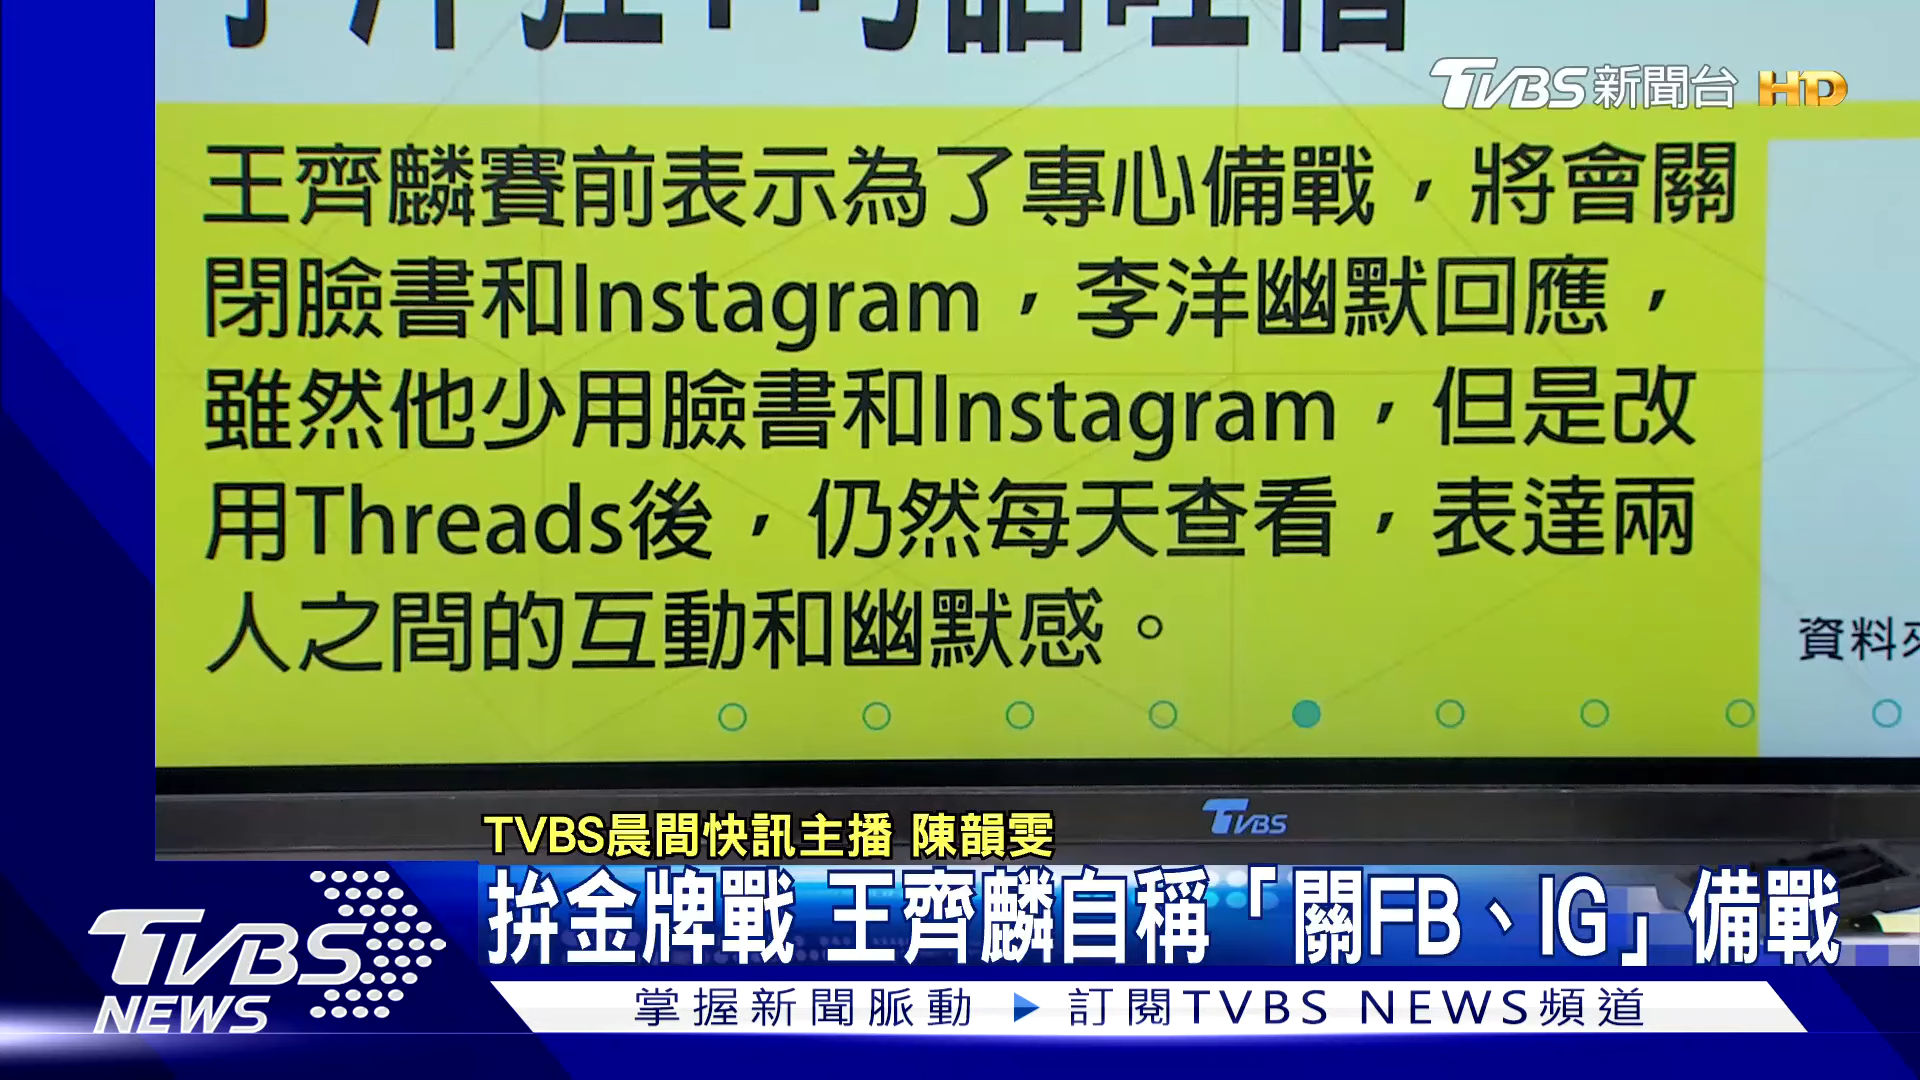 TVBS新聞台 HD
王齊麟賽前表示為了專心備戰，將會關
閉臉書和Instagram，李洋幽默回應，
雖然他少用臉書和Instagram，但是改
用Threads後，仍然每天查看，表達兩
人之間的互動和幽默感。
資料
TVBS
TVBS晨間快訊主播 陳韻雯
拚金牌戰 王齊麟自稱「關FB、IG」備戰
TVBS NEWS
掌握新聞脈動 ▶ 訂閱TVBS NEWS頻道